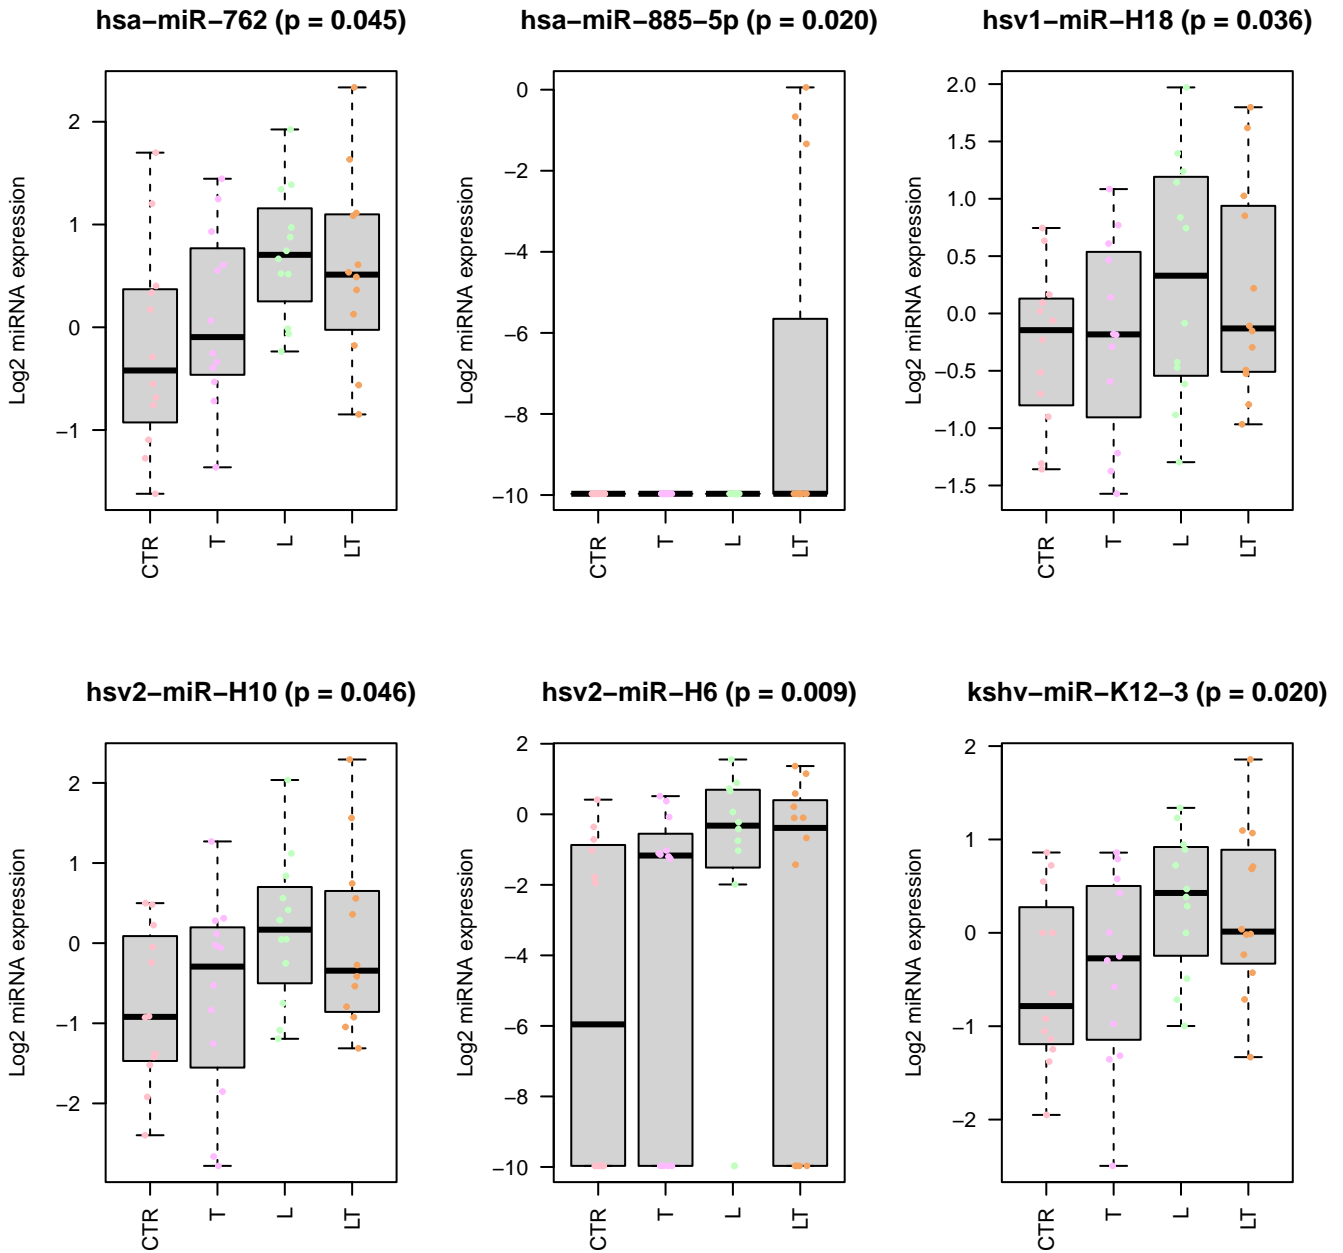 hsa−miR−762 (p = 0.045)
Log2 miRNA expression
2
1
0
−1
CTR
T
L
LT
hsa−miR−885−5p (p = 0.020)
Log2 miRNA expression
0
−2
−4
−6
−8
−10
CTR
T
L
LT
hsv1−miR−H18 (p = 0.036)
Log2 miRNA expression
2.0
1.5
1.0
0.5
0.0
−0.5
−1.0
−1.5
CTR
T
L
LT
hsv2−miR−H10 (p = 0.046)
Log2 miRNA expression
2
1
0
−1
−2
CTR
T
L
LT
hsv2−miR−H6 (p = 0.009)
Log2 miRNA expression
2
0
−2
−4
−6
−8
−10
CTR
T
L
LT
kshv−miR−K12−3 (p = 0.020)
Log2 miRNA expression
2
1
0
−1
−2
CTR
T
L
LT